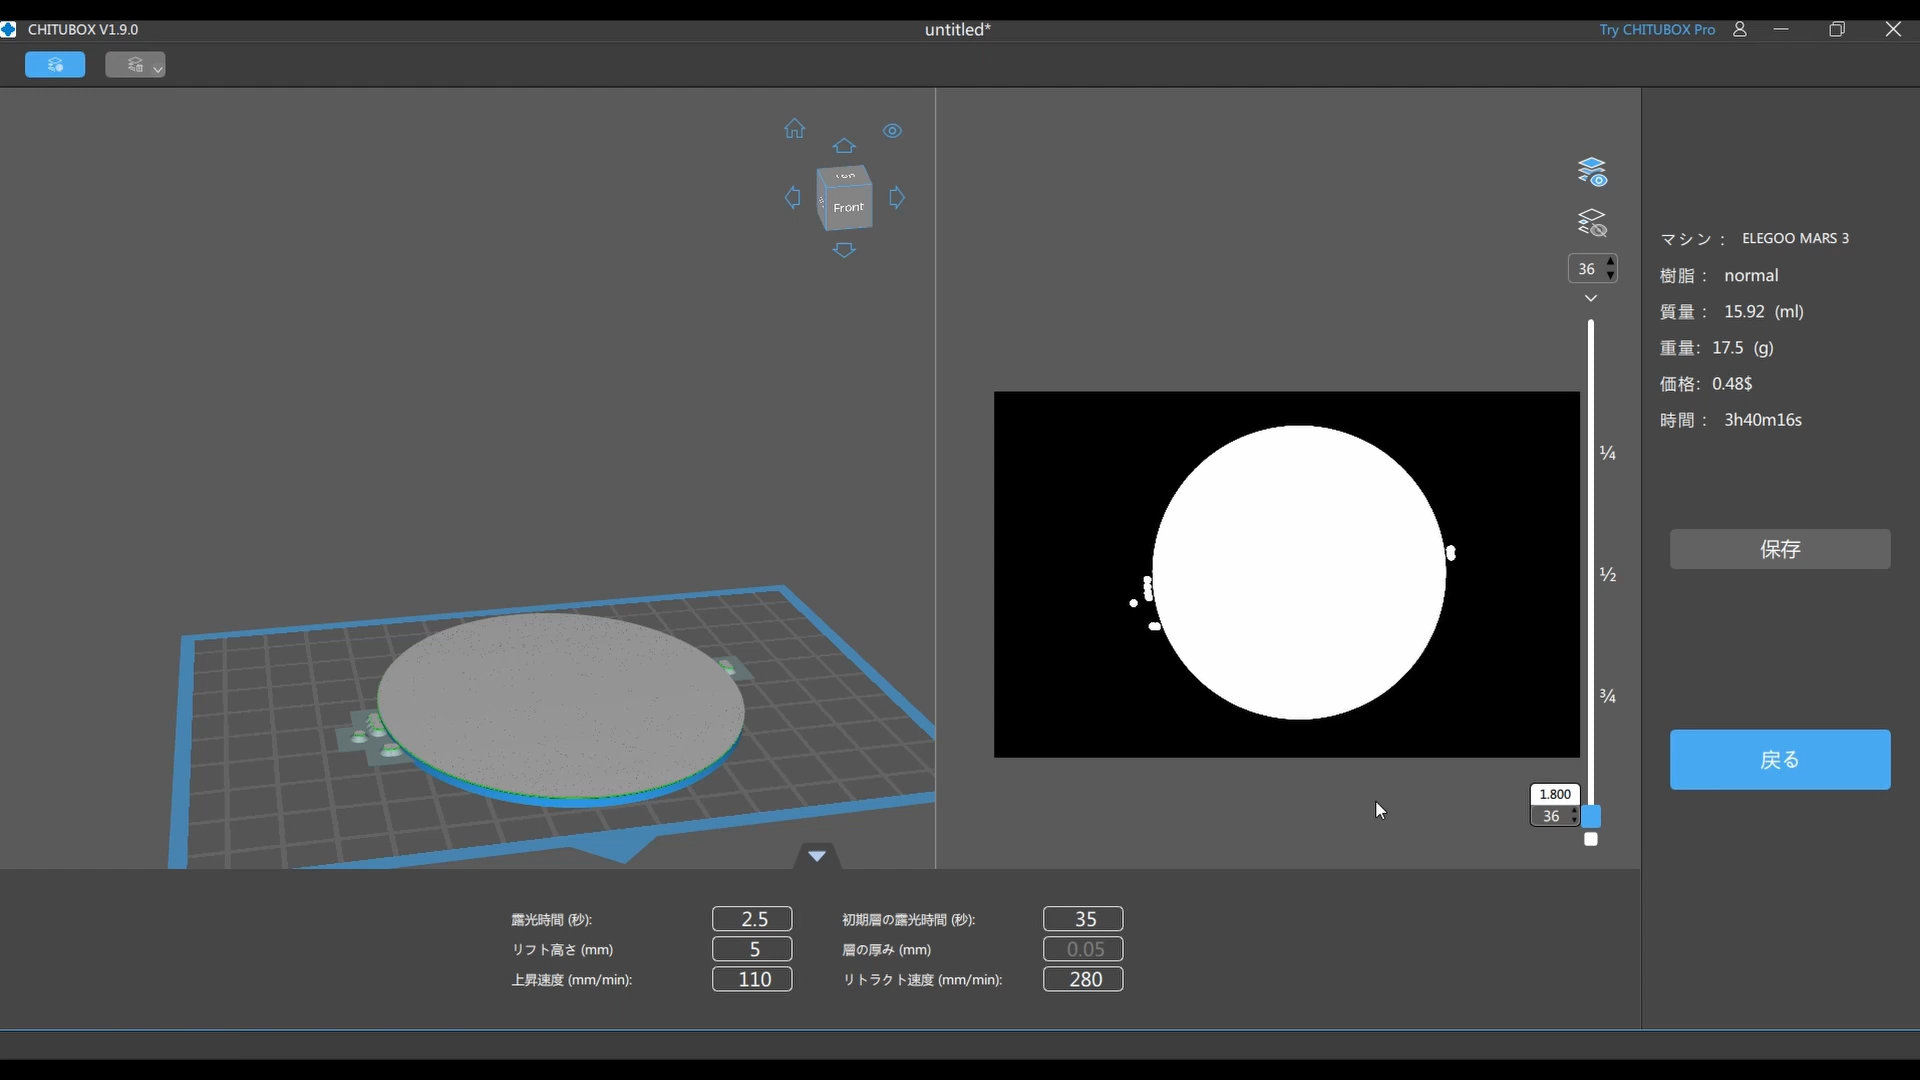 CHITUBOX V1.9.0
untitled*
Try CHITUBOX Pro
Front
36
マシン： ELEGOO MARS 3
樹脂： normal
質量： 15.92 (ml)
重量: 17.5 (g)
価格: 0.48$
時間： 3h40m16s
¼
½
¾
保存
戻る
1.800
36
露光時間 (秒): 2.5 初期層の露光時間 (秒): 35
リフト高さ (mm) 5 層の厚み (mm) 0.05
上昇速度 (mm/min): 110 リトラクト速度 (mm/min): 280